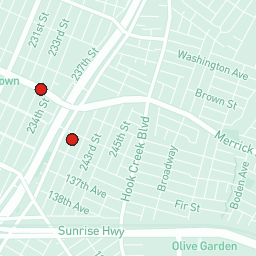 231st St
233rd St
237th St
Washington Ave
own
Brown St
234th St
Merrick
245th St
243rd St
Hook Creek Blvd
Broadway
Boden Ave
137th Ave
138th Ave
Fir St
Sunrise Hwy
Olive Garden